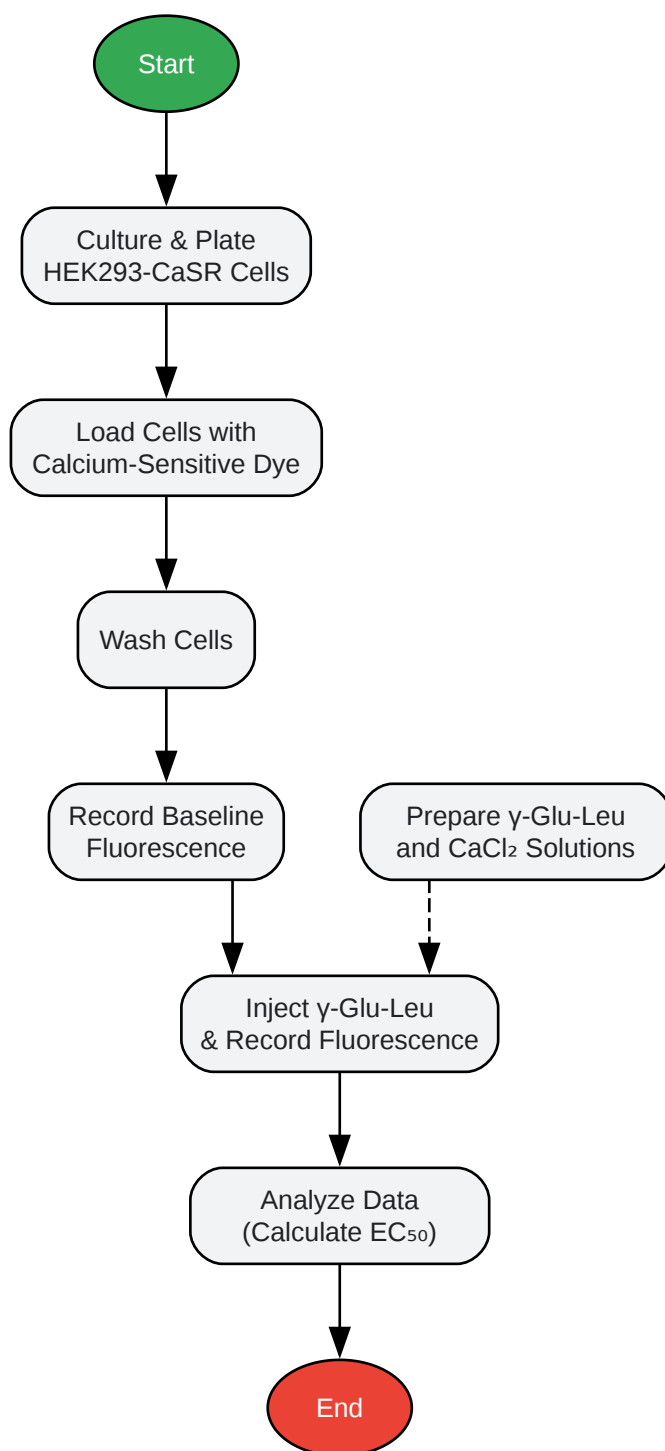 Start
Culture & Plate
HEK293-CaSR Cells
Load Cells with
Calcium-Sensitive Dye
Wash Cells
Record Baseline
Fluorescence
Prepare γ-Glu-Leu
and CaCl₂ Solutions
Inject γ-Glu-Leu
& Record Fluorescence
Analyze Data
(Calculate EC₅₀)
End